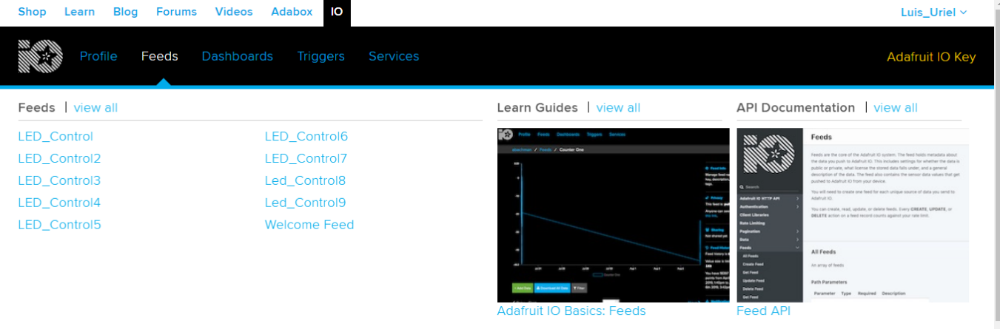 Shop Learn Blog Forums Videos Adabox IO Luis_Uriel
Profile Feeds Dashboards Triggers Services Adafruit IO Key
Feeds | view all
LED_Control
LED_Control2
LED_Control3
LED_Control4
LED_Control5
LED_Control6
LED_Control7
Led_Control8
Led_Control9
Welcome Feed
Learn Guides | view all
Profile Feeds Dashboards Triggers Services
/ Feeds / Counter One
Counter One
Adafruit IO Basics: Feeds
API Documentation | view all
Search
Adafruit IO HTTP API
Authentication
Client Libraries
Rate Limiting
Pagination
Data
Feeds
All Feeds
Create Feed
Get Feed
Update Feed
Delete Feed
Get Feed
Feeds
Feeds are the core of the Adafruit IO system. The feed holds metadata about
the data you push to Adafruit IO. This includes settings for whether the data is
public or private, what license the stored data falls under, and a general
description of the data. The feed also contains the sensor data values that get
pushed to Adafruit IO from your device.
You will need to create one feed for each unique source of data you send to
Adafruit IO.
You can create, read, update, or delete feeds. Every CREATE, UPDATE, or
DELETE action on a feed record counts against your rate limit.
All Feeds
An array of feeds
Path Parameters
Parameter Type Required Description
Feed API